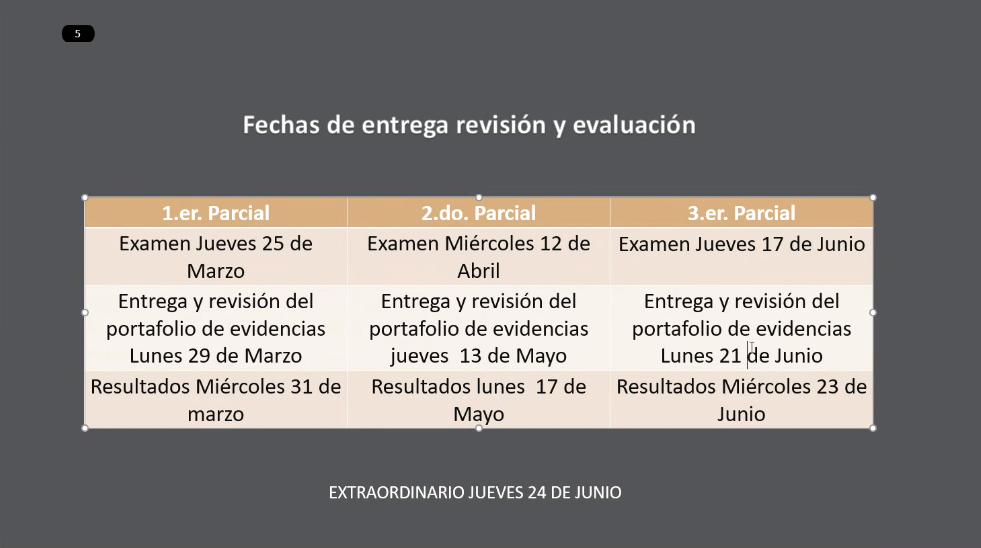 5
Fechas de entrega revisión y evaluación
1.er. Parcial
2.do. Parcial
3.er. Parcial
Examen Jueves 25 de
Marzo
Examen Miércoles 12 de
Abril
Examen Jueves 17 de Junio
Entrega y revisión del
portafolio de evidencias
Lunes 29 de Marzo
Entrega y revisión del
portafolio de evidencias
jueves  13 de Mayo
Entrega y revisión del
portafolio de evidencias
Lunes 21 de Junio
Resultados Miércoles 31 de
marzo
Resultados lunes  17 de
Mayo
Resultados Miércoles 23 de
Junio
EXTRAORDINARIO JUEVES 24 DE JUNIO